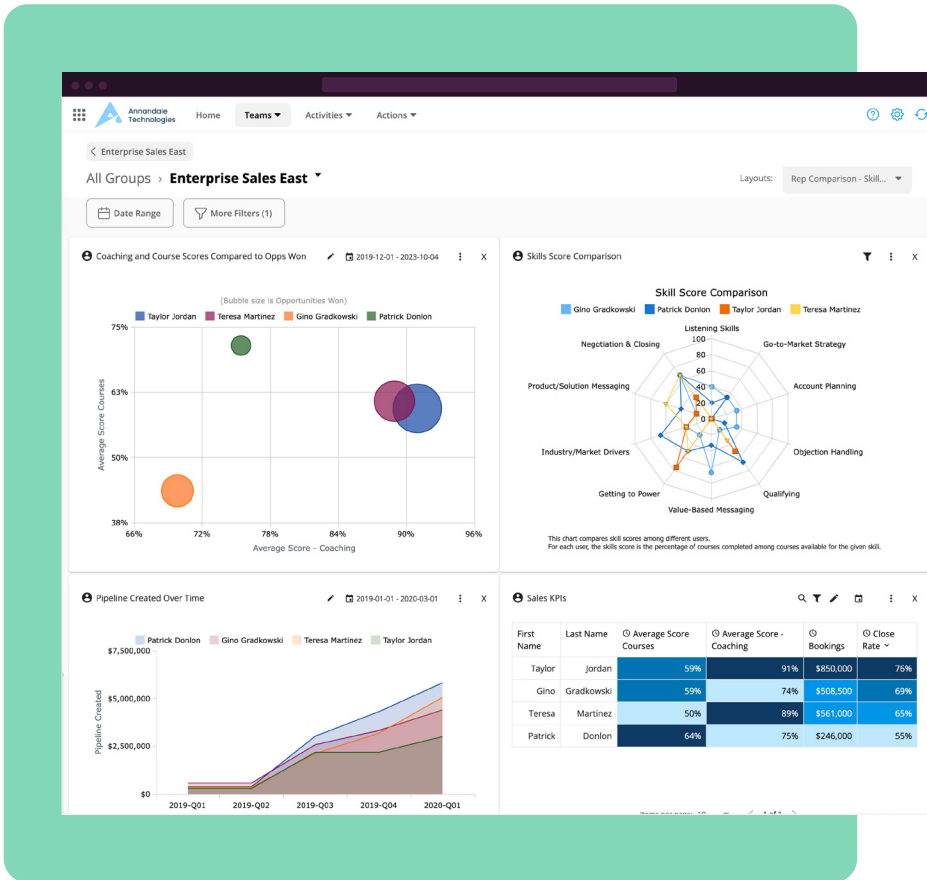 Annandale
Technologies
Home
Teams
Activities
Actions
Enterprise Sales East
All Groups › Enterprise Sales East
Layouts:
Rep Comparison - Skill...
Date Range
More Filters (1)
Coaching and Course Scores Compared to Opps Won
2019-12-01 - 2023-10-04
X
(Bubble size is Opportunities Won)
Taylor Jordan Teresa Martinez Gino Gradkowski Patrick Donlon
75%
63%
50%
38%
Average Score Courses
66% 72% 78% 84% 90% 96%
Average Score - Coaching
Skills Score Comparison
X
Skill Score Comparison
Gino Gradkowski Patrick Donlon Taylor Jordan Teresa Martinez
Listening Skills
Go-to-Market Strategy
Account Planning
Objection Handling
Qualifying
Value-Based Messaging
Getting to Power
Industry/Market Drivers
Product/Solution Messaging
Negotiation & Closing
100
80
60
40
20
0
This chart compares skill scores among different users.
For each user, the skills score is the percentage of courses completed among courses available for the given skill.
Pipeline Created Over Time
2019-01-01 - 2020-03-01
X
Patrick Donlon Gino Gradkowski Teresa Martinez Taylor Jordan
$7,500,000
$5,000,000
$2,500,000
$0
Pipeline Created
2019-Q01 2019-Q02 2019-Q03 2019-Q04 2020-Q01
Sales KPIs
X
First Name Last Name Average Score Courses Average Score - Coaching Bookings Close Rate
Taylor Jordan 59% 91% $850,000 76%
Gino Gradkowski 59% 74% $508,500 69%
Teresa Martinez 50% 89% $561,000 65%
Patrick Donlon 64% 75% $246,000 55%